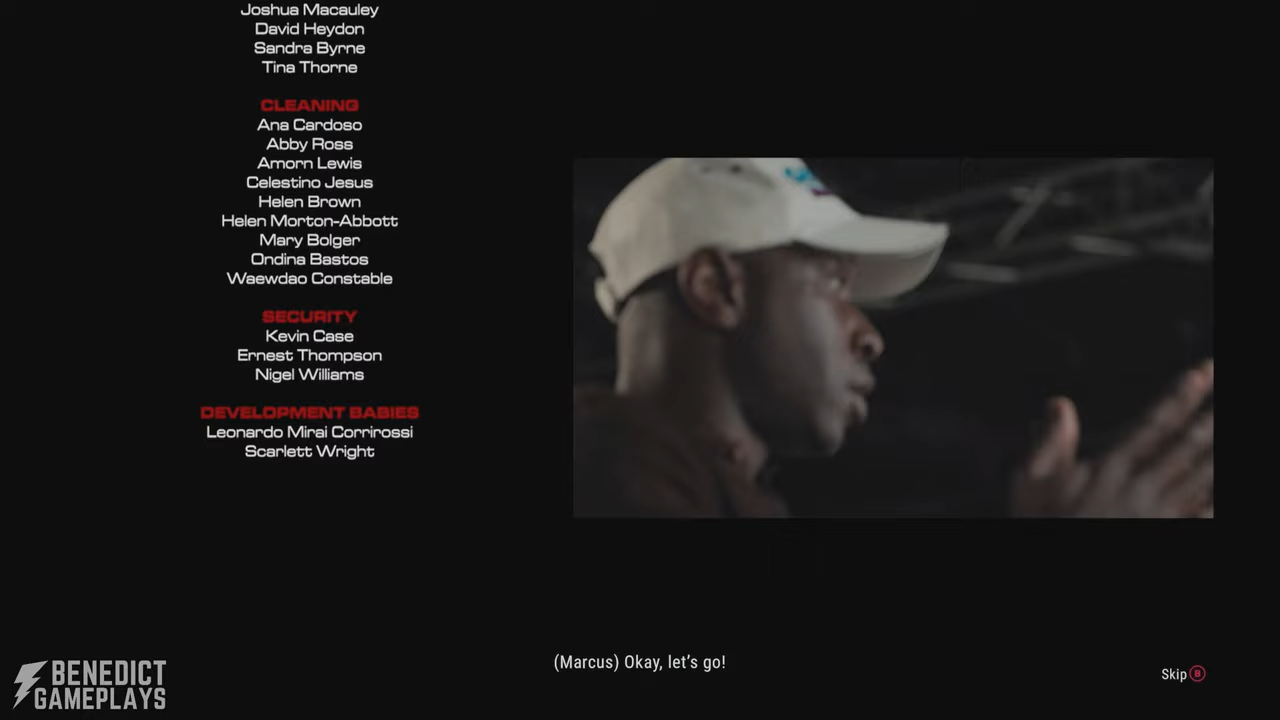 Joshua Macauley
David Heydon
Sandra Byrne
Tina Thorne
CLEANING
Ana Cardoso
Abby Ross
Amorn Lewis
Celestino Jesus
Helen Brown
Helen Morton-Abbott
Mary Bolger
Ondina Bastos
Waewdao Constable
SECURITY
Kevin Case
Ernest Thompson
Nigel Williams
DEVELOPMENT BABIES
Leonardo Mirai Corrirossi
Scarlett Wright
(Marcus) Okay, let's go!
Skip B
BENEDICT
GAMEPLAYS